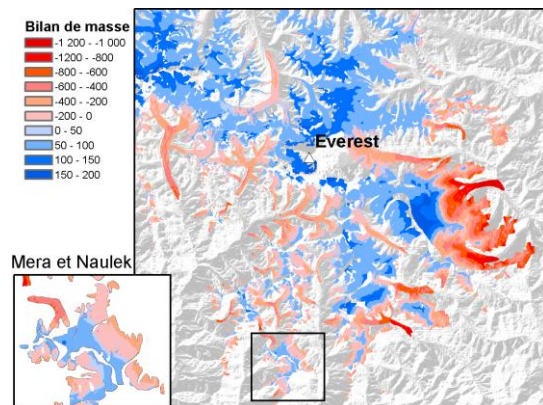 Bilan de masse
-1 200 - -1 000
-1200 - -800
-800 - -600
-600 - -400
-400 - -200
-200 - 0
0 - 50
50 - 100
100 - 150
150 - 200
Everest
Mera et Naulek